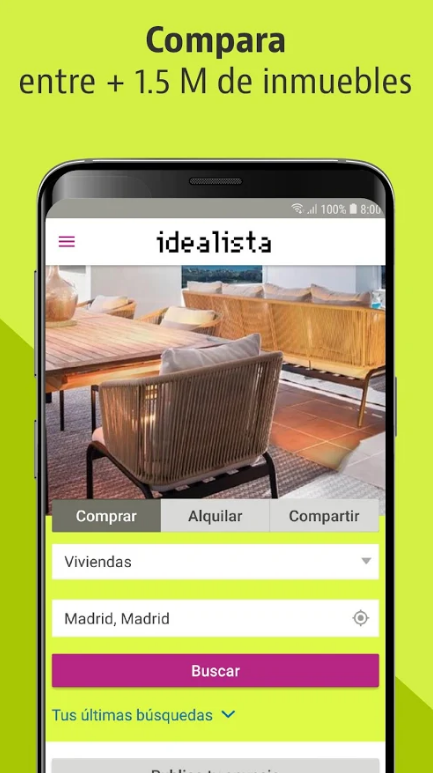 Compara
entre + 1.5 M de inmuebles
100% 8:00
idealista
Comprar Alquilar Compartir
Viviendas
Madrid, Madrid
Buscar
Tus últimas búsquedas